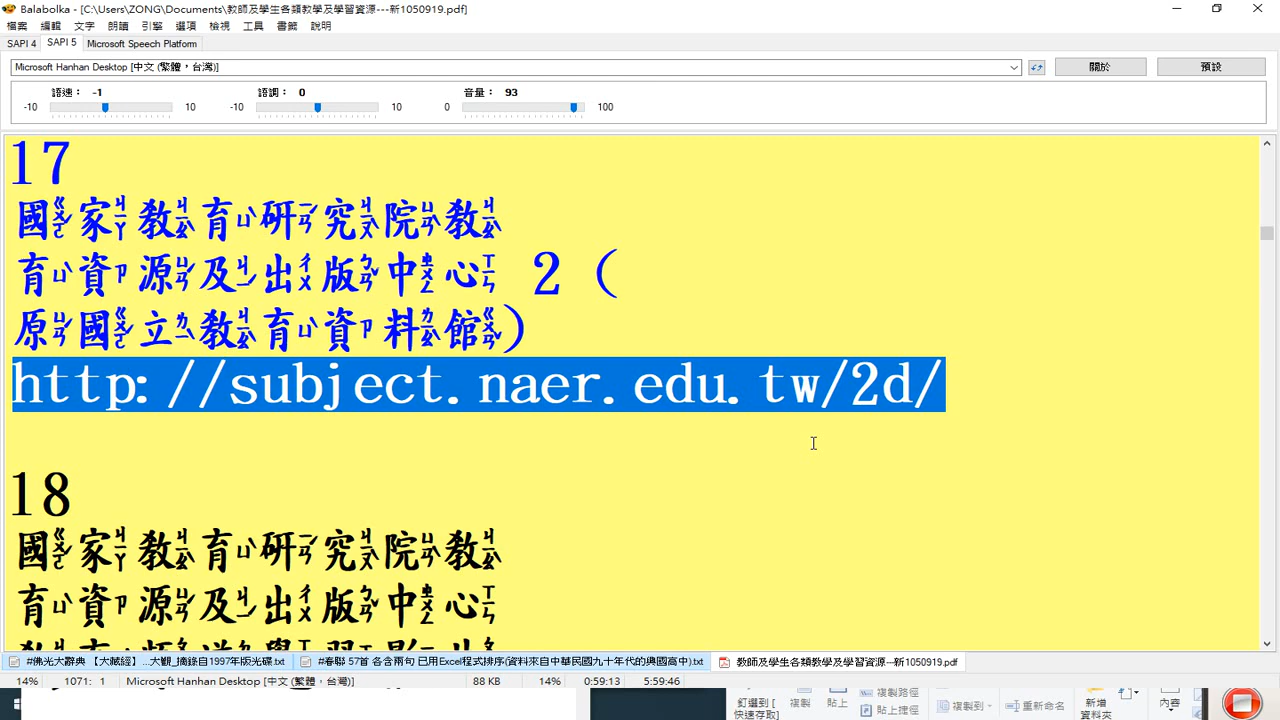 Balabolka - [C:\Users\ZONG\Documents\教師及學生各類教學及學習資源---新1050919.pdf]
檔案 編輯 文字 朗讀 引擎 選項 檢視 工具 書籤 說明
SAPI 4 SAPI 5 Microsoft Speech Platform
Microsoft Hanhan Desktop [中文 (繁體，台灣)] 關於 預設
語速： -1 語調： 0 音量： 93
-10 10 -10 10 0 100
17
國家教育研究院教
育資源及出版中心 2（
原國立教育資料館)
http://subject.naer.edu.tw/2d/
18
國家教育研究院教
育資源及出版中心
#佛光大辭典 【大藏經】 ...大觀_摘錄自1997年版光碟.txt #春聯 57首 各含兩句 已用Excel程式排序(資料來自中華民國九十年代的興國高中).txt 教師及學生各類教學及學習資源---新1050919.pdf
14% 1071: 1 Microsoft Hanhan Desktop [中文 (繁體，台灣)] 88 KB 14% 0:59:13 5:59:46
釘選到 [ 複製 貼上 複製路徑 新增 內容
快速存取] 貼上捷徑 複製到 重新命名 資料夾